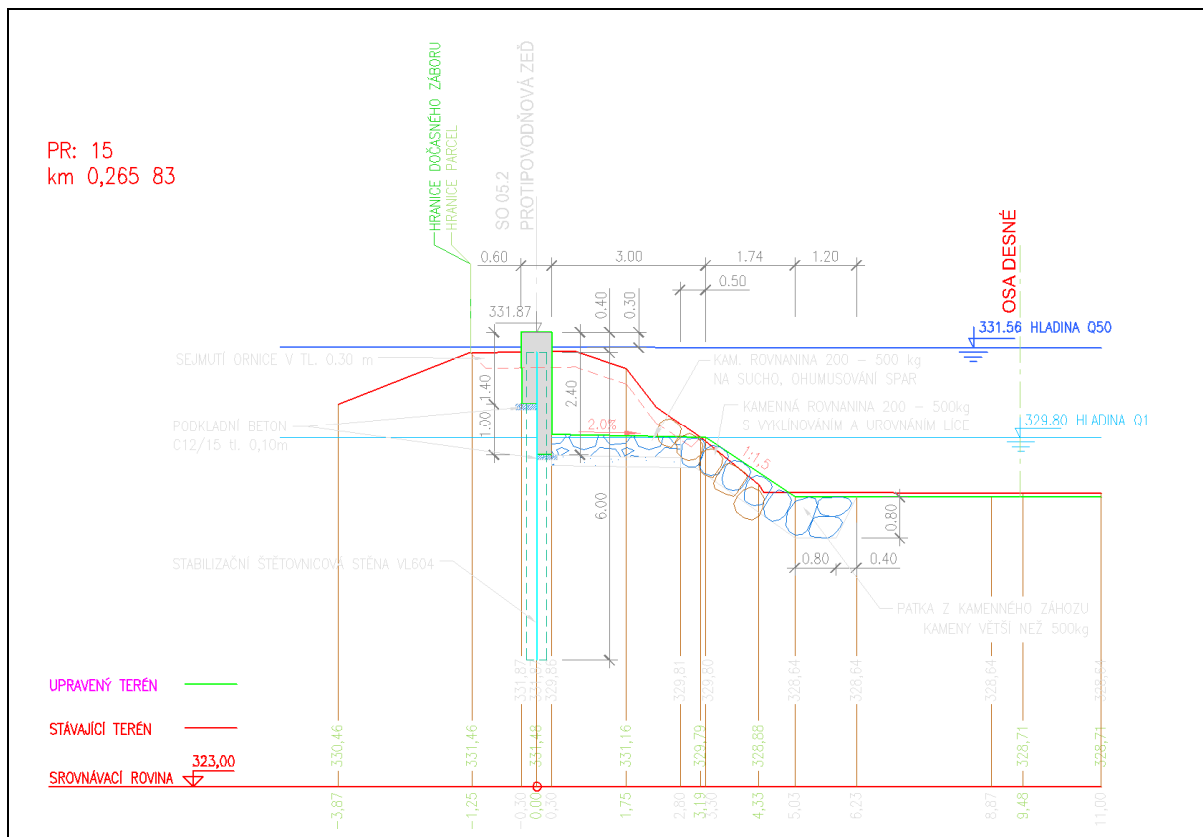 PR: 15
km 0,265 83
HRANICE DOČASNÉHO ZÁBORU
HRANICE PARCEL
SO 05.2
PROTIPOVODŇOVÁ ZEĎ
OSA DESNÉ
0.60
3.00
1.74
1.20
0.50
0.40
0.30
331.87
331.56 HLADINA Q50
SEJMUTÍ ORNICE V TL. 0.30 m
KAM. ROVNANINA 200 – 500 kg
NA SUCHO, OHUMUSOVÁNÍ SPAR
1.40
2.40
KAMENNÁ ROVNANINA 200 – 500kg
S VYKLÍNOVÁNÍM A UROVNÁNÍM LÍCE
329.80 HLADINA Q1
PODKLADNÍ BETON
C12/15 tl. 0,10m
1.00
2.0%
1:1,5
6.00
0.80
0.80
0.40
STABILIZAČNÍ ŠTĚTOVNICOVÁ STĚNA VL604
PATKA Z KAMENNÉHO ZÁHOZU
KAMENY VĚTŠÍ NEŽ 500kg
331,87
329,86
329,81
329,80
328,64
328,64
328,64
328,64
UPRAVENÝ TERÉN
STÁVAJÍCÍ TERÉN
330,46
331,46
331,48
331,16
329,79
328,88
328,71
328,71
SROVNÁVACÍ ROVINA
323,00
-3,87
-1,25
-0,30
0,00
0,30
1,75
2,80
3,19
3,30
4,33
5,03
6,23
8,87
9,48
11,00